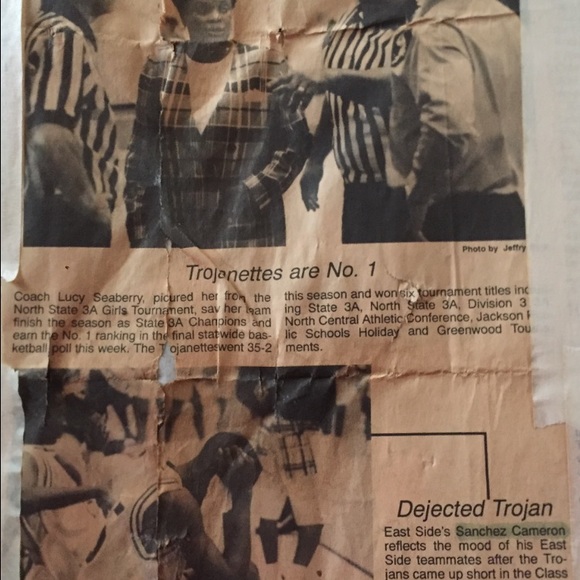 Photo by Jeffry
Trojanettes are No. 1
Coach Lucy Seaberry, picured her from the
North State 3A Girls Tournament, saw her team
finish the season as State 3A Chanpions and
earn the No. 1 ranking in the final statwide bas-
ketball poll this week. The Trojanettes went 35-2
this season and won six tournament titles inc
ing State 3A, North State 3A, Division 3
North Central Athletic Conference, Jackson
lic Schools Holiday and Greenwood Tou
ments.
Dejected Trojan
East Side's Sanchez Cameron
reflects the mood of his East
Side teammates after the Tro-
jans came up short in the Class